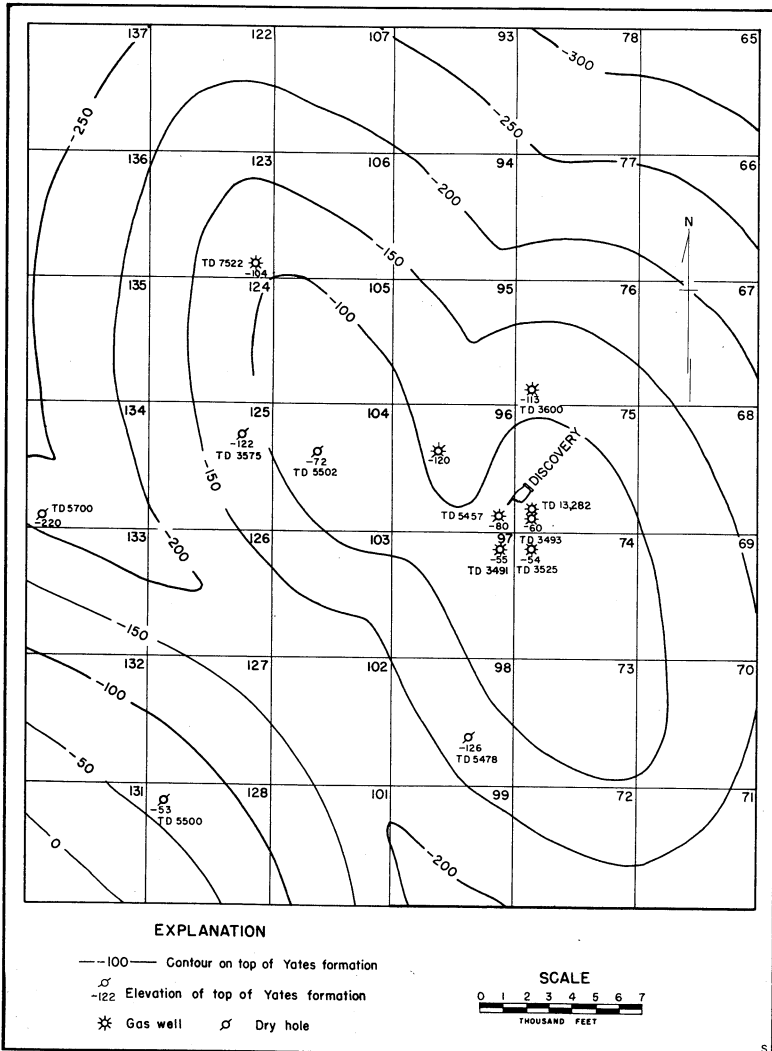 137 122 107 93 78 65
-300
-250
-250
136 123 106 94 77 66
-200
-150
N
TD 7522
-104
135 124 105 95 76 67
-100
-113
TD 3600
134 125 104 96 75 68
-122
TD 3575
-72
TD 5502
-120
-150
DISCOVERY
TD 5700
-220
TD 5457
-80
TD 13,282
-60
TD 3493
133 126 103 97 74 69
-200
-55
TD 3491
-54
TD 3525
-150
132 127 102 98 73 70
-100
-126
TD 5478
-50
131 128 101 99 72 71
-53
TD 5500
0
-200
EXPLANATION
-100 Contour on top of Yates formation
-122 Elevation of top of Yates formation
Gas well Dry hole
SCALE
0 1 2 3 4 5 6 7
THOUSAND FEET
S